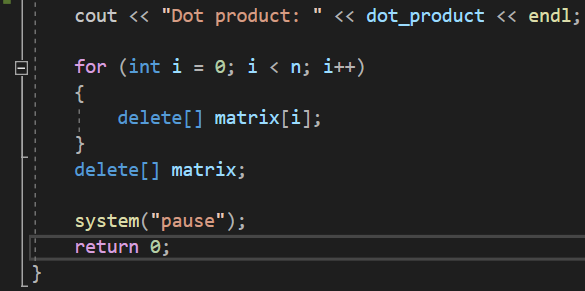 cout << "Dot product: " << dot_product << endl;
for (int i = 0; i < n; i++)
{
delete[] matrix[i];
}
delete[] matrix;
system("pause");
return 0;
}